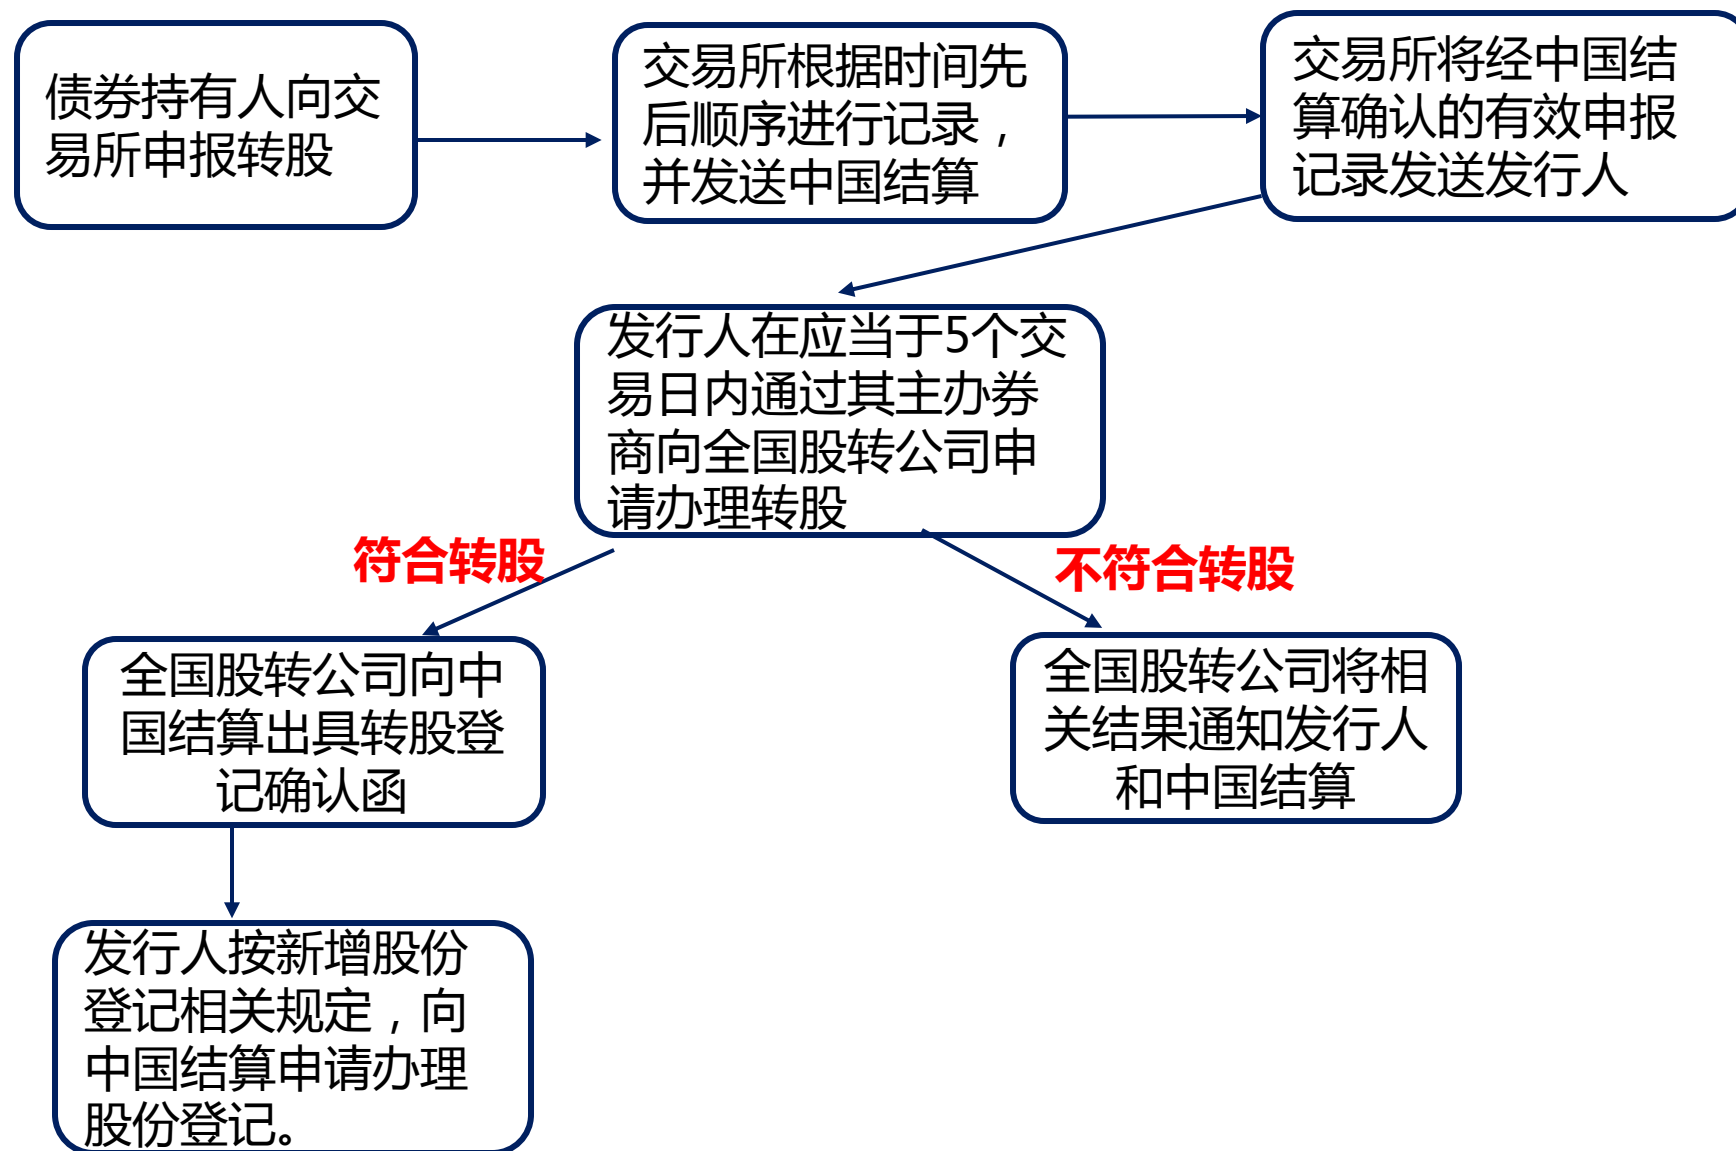 债券持有人向交
易所申报转股
交易所根据时间先
后顺序进行记录，
并发送中国结算
交易所将经中国结
算确认的有效申报
记录发送发行人
发行人在应当于5个交
易日内通过其主办券
商向全国股转公司申
请办理转股
符合转股
不符合转股
全国股转公司向中
国结算出具转股登
记确认函
全国股转公司将相
关结果通知发行人
和中国结算
发行人按新增股份
登记相关规定，向
中国结算申请办理
股份登记。